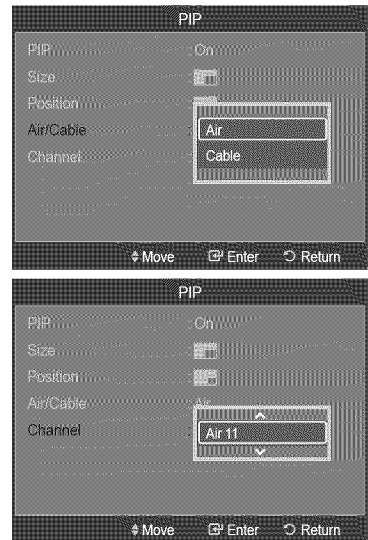 PIP
PIP : On
Size :
Position :
Air/Cable : Air
Channel : Cable
Move Enter Return
PIP
PIP : On
Size :
Position :
Air/Cable : Air
Channel : Air 11
Move Enter Return